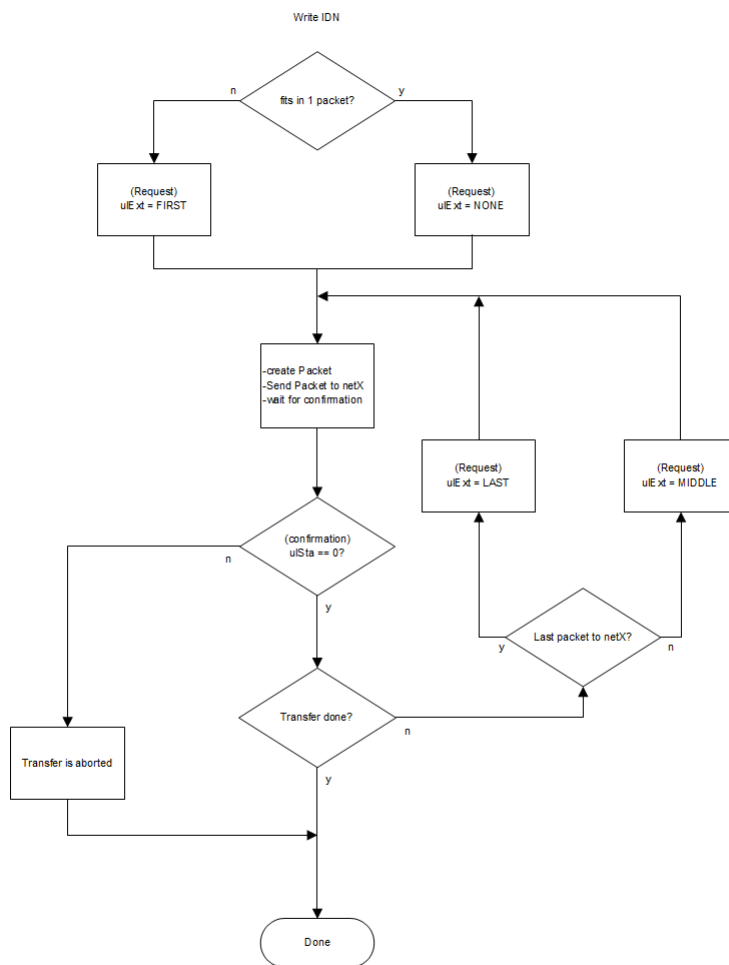 Write IDN
fits in 1 packet?
n
y
(Request)
ulExt = FIRST
(Request)
ulExt = NONE
-create Packet
-Send Packet to netX
-wait for confirmation
(Request)
ulExt = LAST
(Request)
ulExt = MIDDLE
(confirmation)
ulSta == 0?
n
y
Last packet to netX?
y
n
Transfer done?
n
y
Transfer is aborted
Done